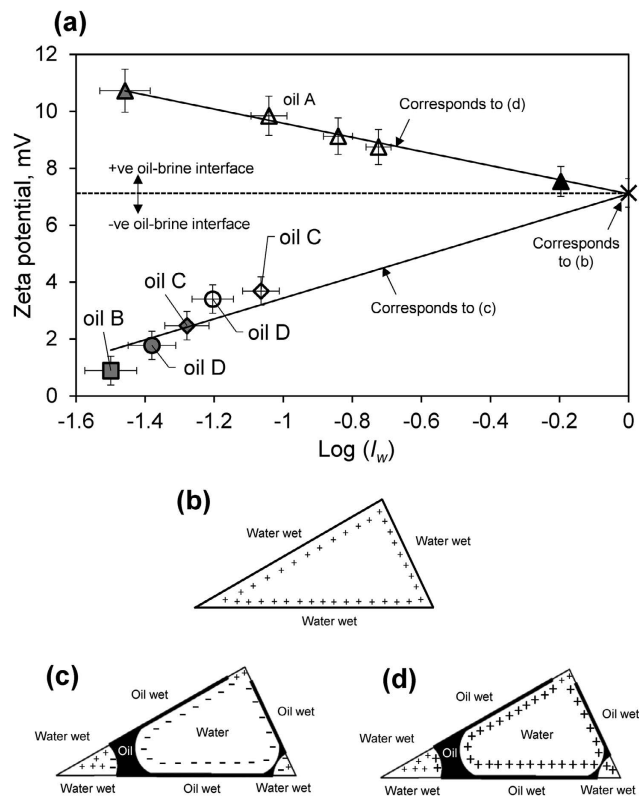 (a)
12
10
8
6
4
2
0
Zeta potential, mV
oil A
Corresponds to (d)
+ve oil-brine interface
-ve oil-brine interface
oil C
oil C
oil B
oil D
oil D
Corresponds
to (b)
Corresponds to (c)
-1.6 -1.4 -1.2 -1 -0.8 -0.6 -0.4 -0.2 0
Log (Iw)
(b)
Water wet
Water wet
Water wet
(c)
Oil wet
Oil wet
Water
Water wet
Oil
Water wet
Oil wet
Water wet
(d)
Oil wet
Oil wet
Water
Water wet
Oil
Water wet
Oil wet
Water wet